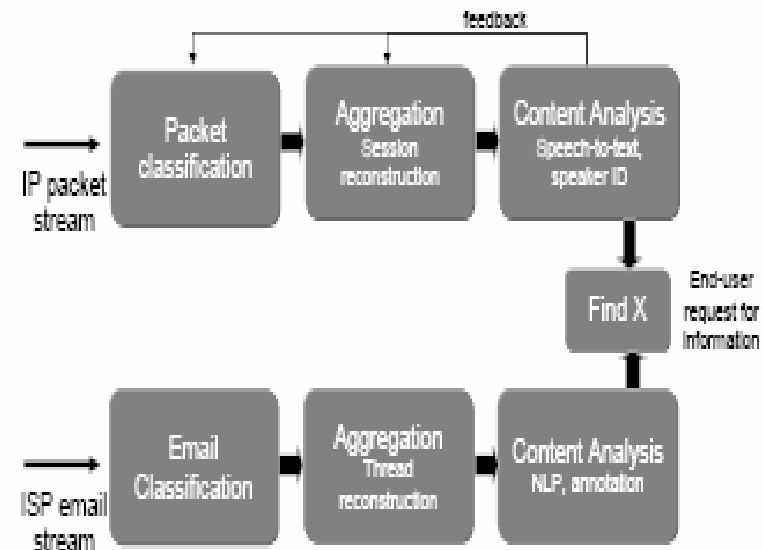 feedback
Packet
classification
Aggregation
Session
reconstruction
Content Analysis
Speech-to-text,
speaker ID
IP packet
stream
Find X
End-user
request for
information
Email
Classification
Aggregation
Thread
reconstruction
Content Analysis
NLP, annotation
ISP email
stream